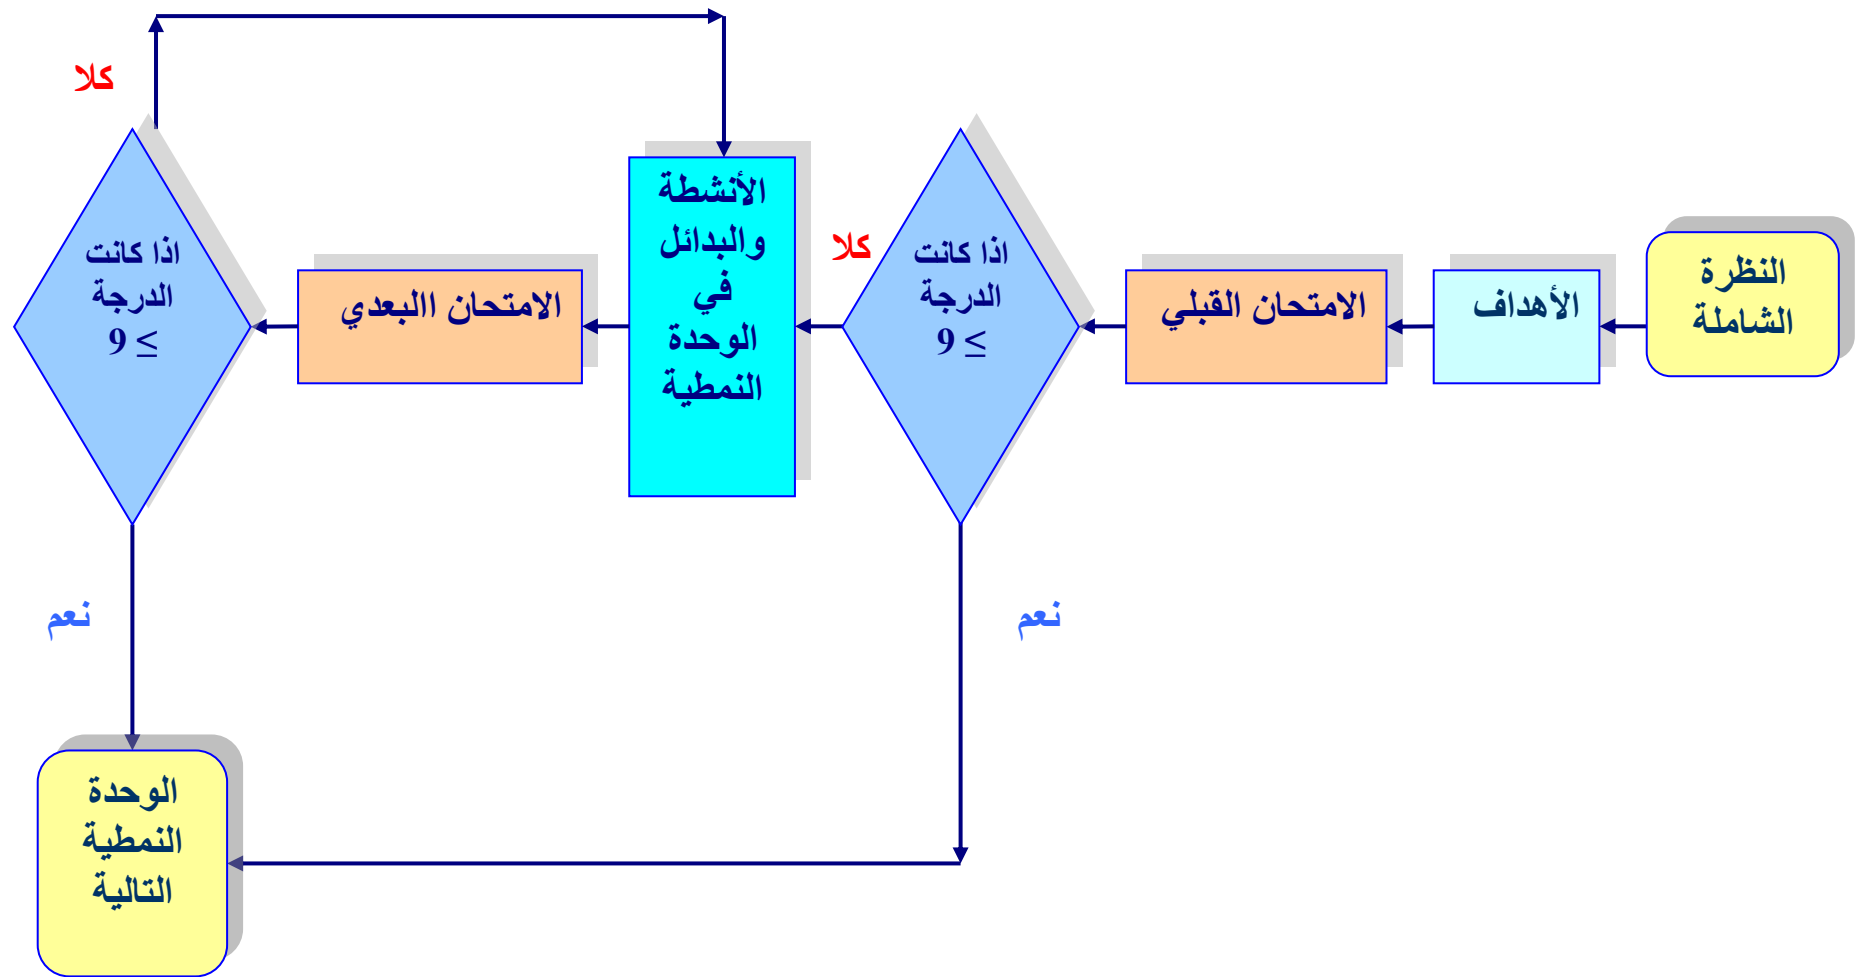 النظرة
الشاملة
الأهداف
الامتحان القبلي
اذا كانت
الدرجة
≥ 9
كلا
نعم
الأنشطة
والبدائل
في
الوحدة
النمطية
الامتحان االبعدي
اذا كانت
الدرجة
≥ 9
كلا
نعم
الوحدة
النمطية
التالية